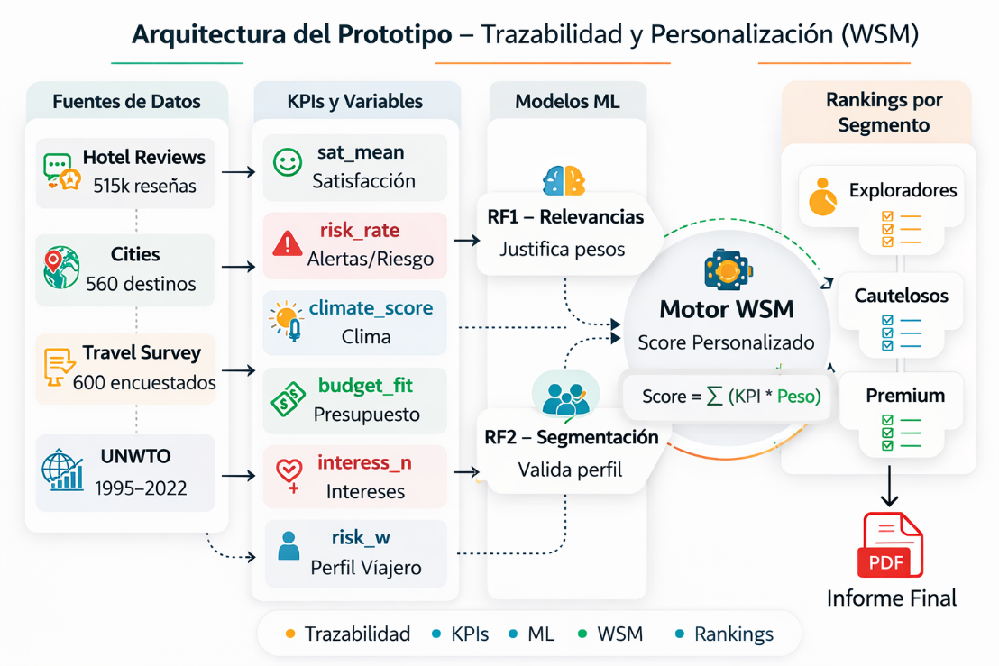 Arquitectura del Prototipo – Trazabilidad y Personalización (WSM)
Fuentes de Datos
Hotel Reviews
515k reseñas
Cities
560 destinos
Travel Survey
600 encuestados
UNWTO
1995–2022
KPIs y Variables
sat_mean
Satisfacción
risk_rate
Alertas/Riesgo
climate_score
Clima
budget_fit
Presupuesto
interess_n
Intereses
risk_w
Perfil Víajero
Modelos ML
RF1 – Relevancias
Justifica pesos
RF2 – Segmentación
Valida perfil
Motor WSM
Score Personalizado
Score = ∑ (KPI * Peso)
Rankings por
Segmento
Exploradores
Cautelosos
Premium
PDF
Informe Final
Trazabilidad
KPIs
ML
WSM
Rankings